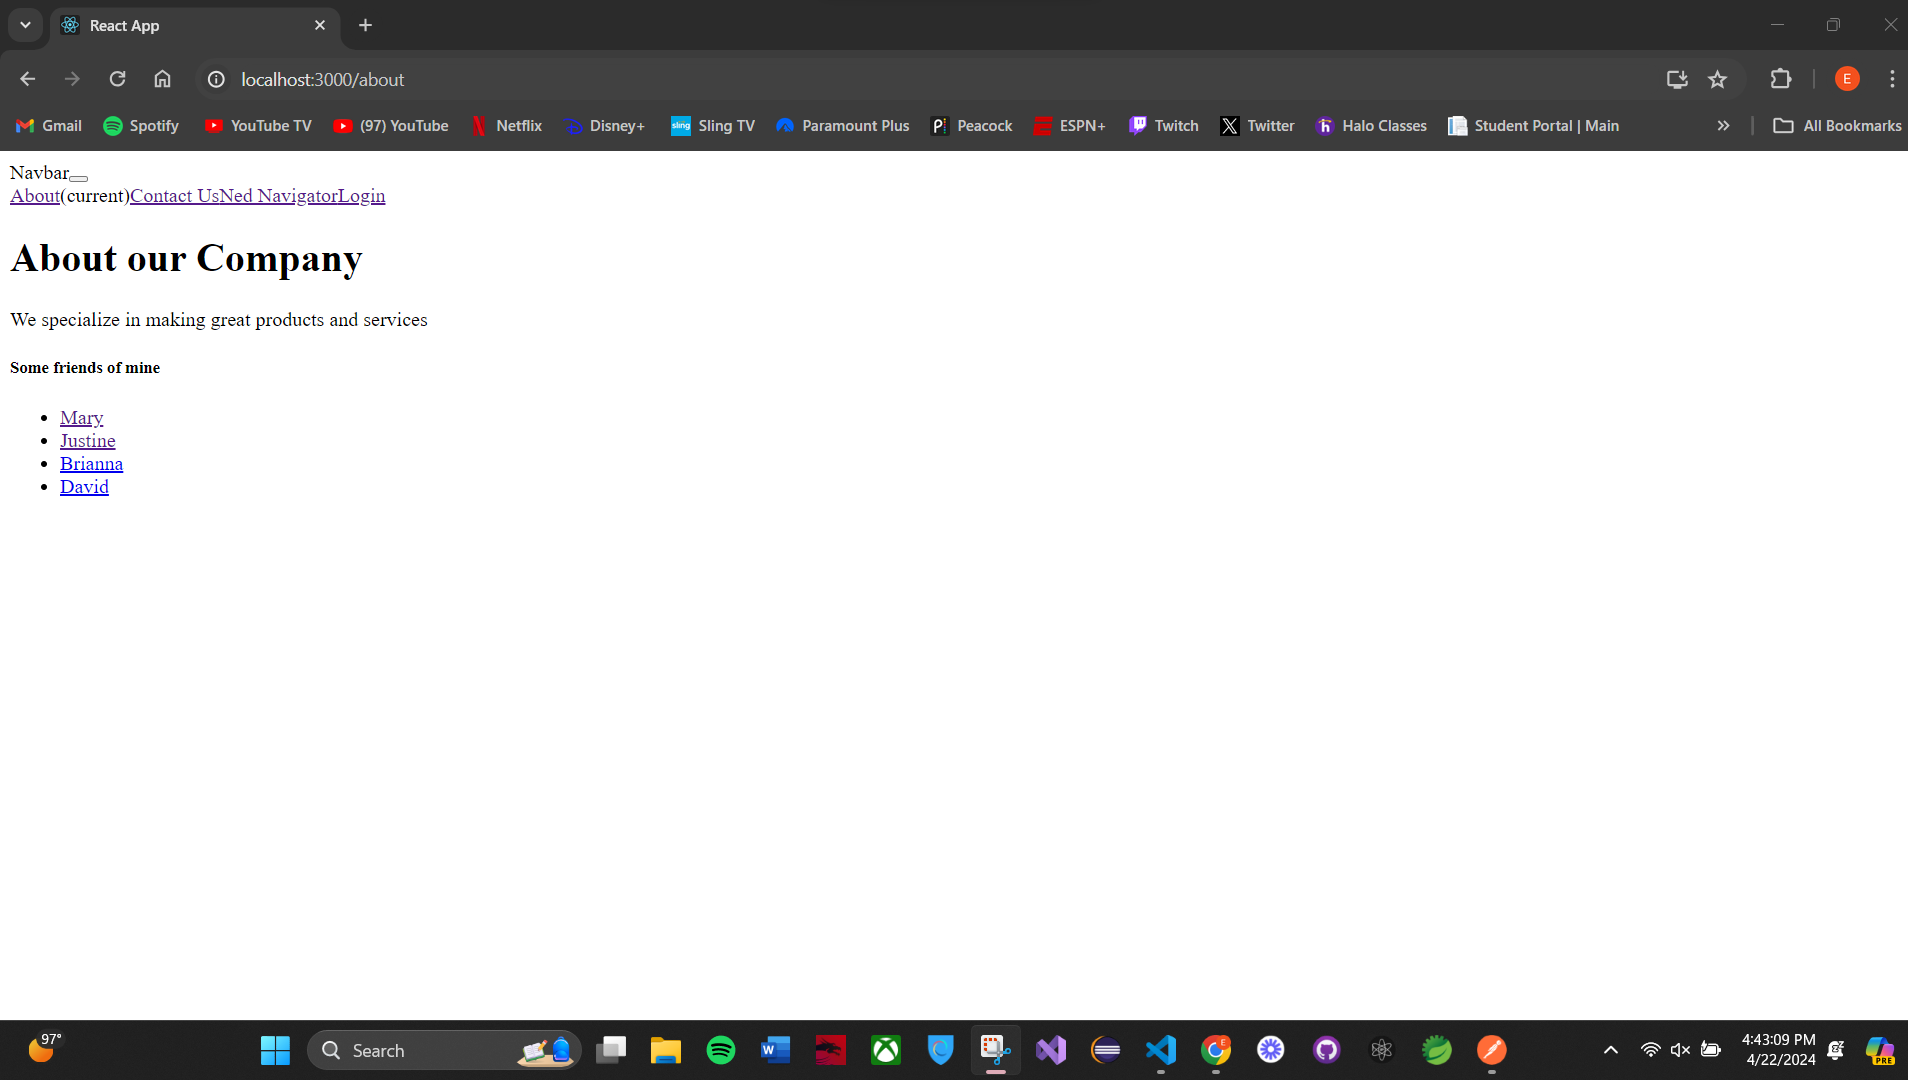 React App
localhost:3000/about
E
Gmail Spotify YouTube TV (97) YouTube Netflix Disney+ sling Sling TV Paramount Plus Peacock ESPN+ Twitch Twitter Halo Classes Student Portal | Main All Bookmarks
Navbar
About(current)Contact UsNed NavigatorLogin
About our Company
We specialize in making great products and services
Some friends of mine
Mary
Justine
Brianna
David
97°
Search
4:43:09 PM
4/22/2024
PRE